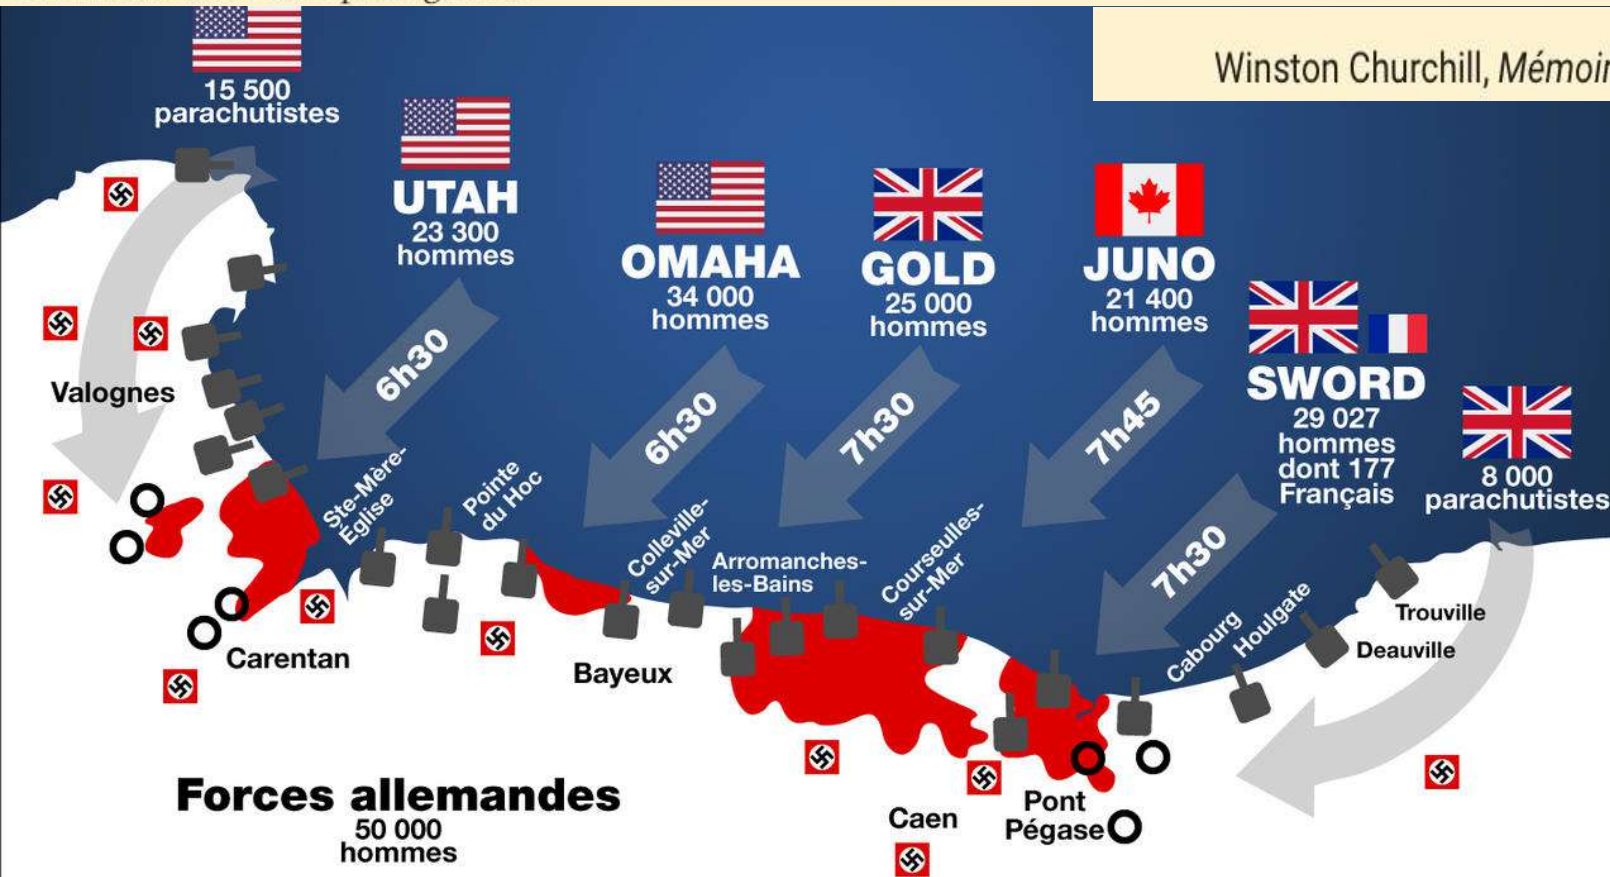 Winston Churchill, Mémoir
15 500
parachutistes
UTAH
23 300
hommes
OMAHA
34 000
hommes
GOLD
25 000
hommes
JUNO
21 400
hommes
SWORD
29 027
hommes
dont 177
Français
8 000
parachutistes
6h30
6h30
7h30
7h45
7h30
Valognes
Ste-Mère-
Église
Pointe
du Hoc
Colleville-
sur-Mer
Arromanches-
les-Bains
Courseulles-
sur-Mer
Cabourg
Houlgate
Trouville
Deauville
Carentan
Bayeux
Caen
Pont
Pégase
Forces allemandes
50 000
hommes